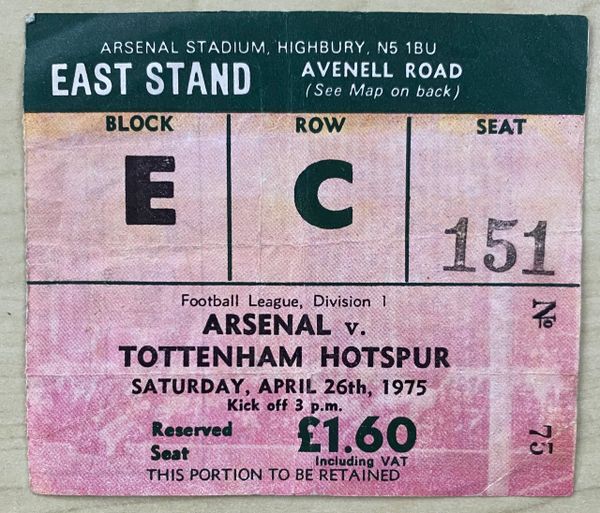 ARSENAL STADIUM, HIGHBURY, N5 1BU
EAST STAND AVENELL ROAD
(See Map on back)
BLOCK ROW SEAT
E C 151
Football League, Division 1
ARSENAL v.
TOTTENHAM HOTSPUR
SATURDAY, APRIL 26th, 1975
Kick off 3 p.m.
Reserved Seat £1.60
Including VAT
THIS PORTION TO BE RETAINED
No
75